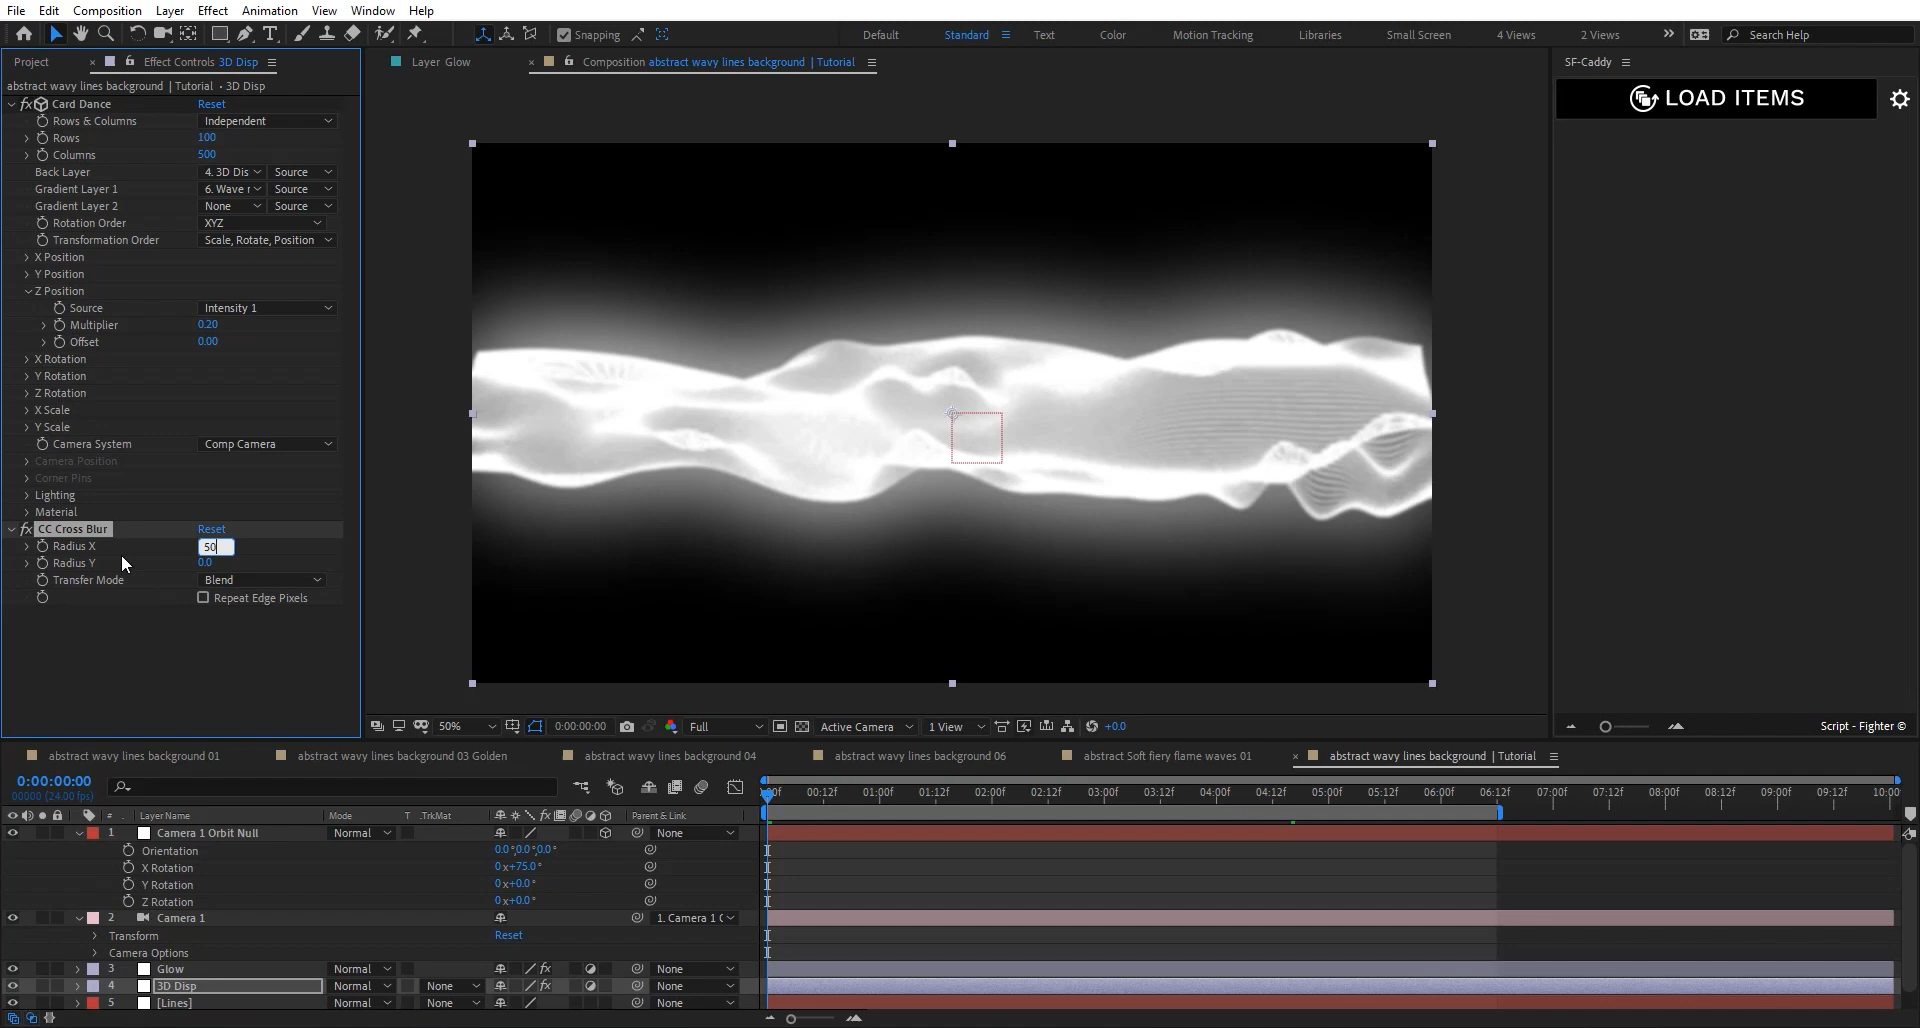 File Edit Composition Layer Effect Animation View Window Help
Snapping Default Standard Text Color Motion Tracking Libraries Small Screen 4 Views 2 Views Search Help
Project Effect Controls 3D Disp
Layer Glow
Composition abstract wavy lines background | Tutorial
SF-Caddy
abstract wavy lines background | Tutorial • 3D Disp
LOAD ITEMS
fx Card Dance Reset
Rows & Columns Independent
Rows 100
Columns 500
Back Layer 4. 3D Dis Source
Gradient Layer 1 6. Wave r Source
Gradient Layer 2 None Source
Rotation Order XYZ
Transformation Order Scale, Rotate, Position
X Position
Y Position
Z Position
Source Intensity 1
Multiplier 0.20
Offset 0.00
X Rotation
Y Rotation
Z Rotation
X Scale
Y Scale
Camera System Comp Camera
Camera Position
Corner Pins
Lighting
Material
fx CC Cross Blur Reset
Radius X 50
Radius Y 0.0
Transfer Mode Blend
Repeat Edge Pixels
50% 0:00:00:00 Full Active Camera 1 View +0.0
Script - Fighter ©
abstract wavy lines background 01 abstract wavy lines background 03 Golden abstract wavy lines background 04 abstract wavy lines background 06 abstract Soft fiery flame waves 01 abstract wavy lines background | Tutorial
0:00:00:00
00000 (24.00 fps)
00f 00:12f 01:00f 01:12f 02:00f 02:12f 03:00f 03:12f 04:00f 04:12f 05:00f 05:12f 06:00f 06:12f 07:00f 07:12f 08:00f 08:12f 09:00f 09:12f 10:00
# Layer Name Mode T .TrkMat fx Parent & Link
1 Camera 1 Orbit Null Normal None
Orientation 0.0°,0.0°,0.0°
X Rotation 0x+75.0°
Y Rotation 0x+0.0°
Z Rotation 0x+0.0°
2 Camera 1 1. Camera 1 (
Transform Reset
Camera Options
3 Glow Normal fx None
4 3D Disp Normal None fx None
5 [Lines] Normal None None